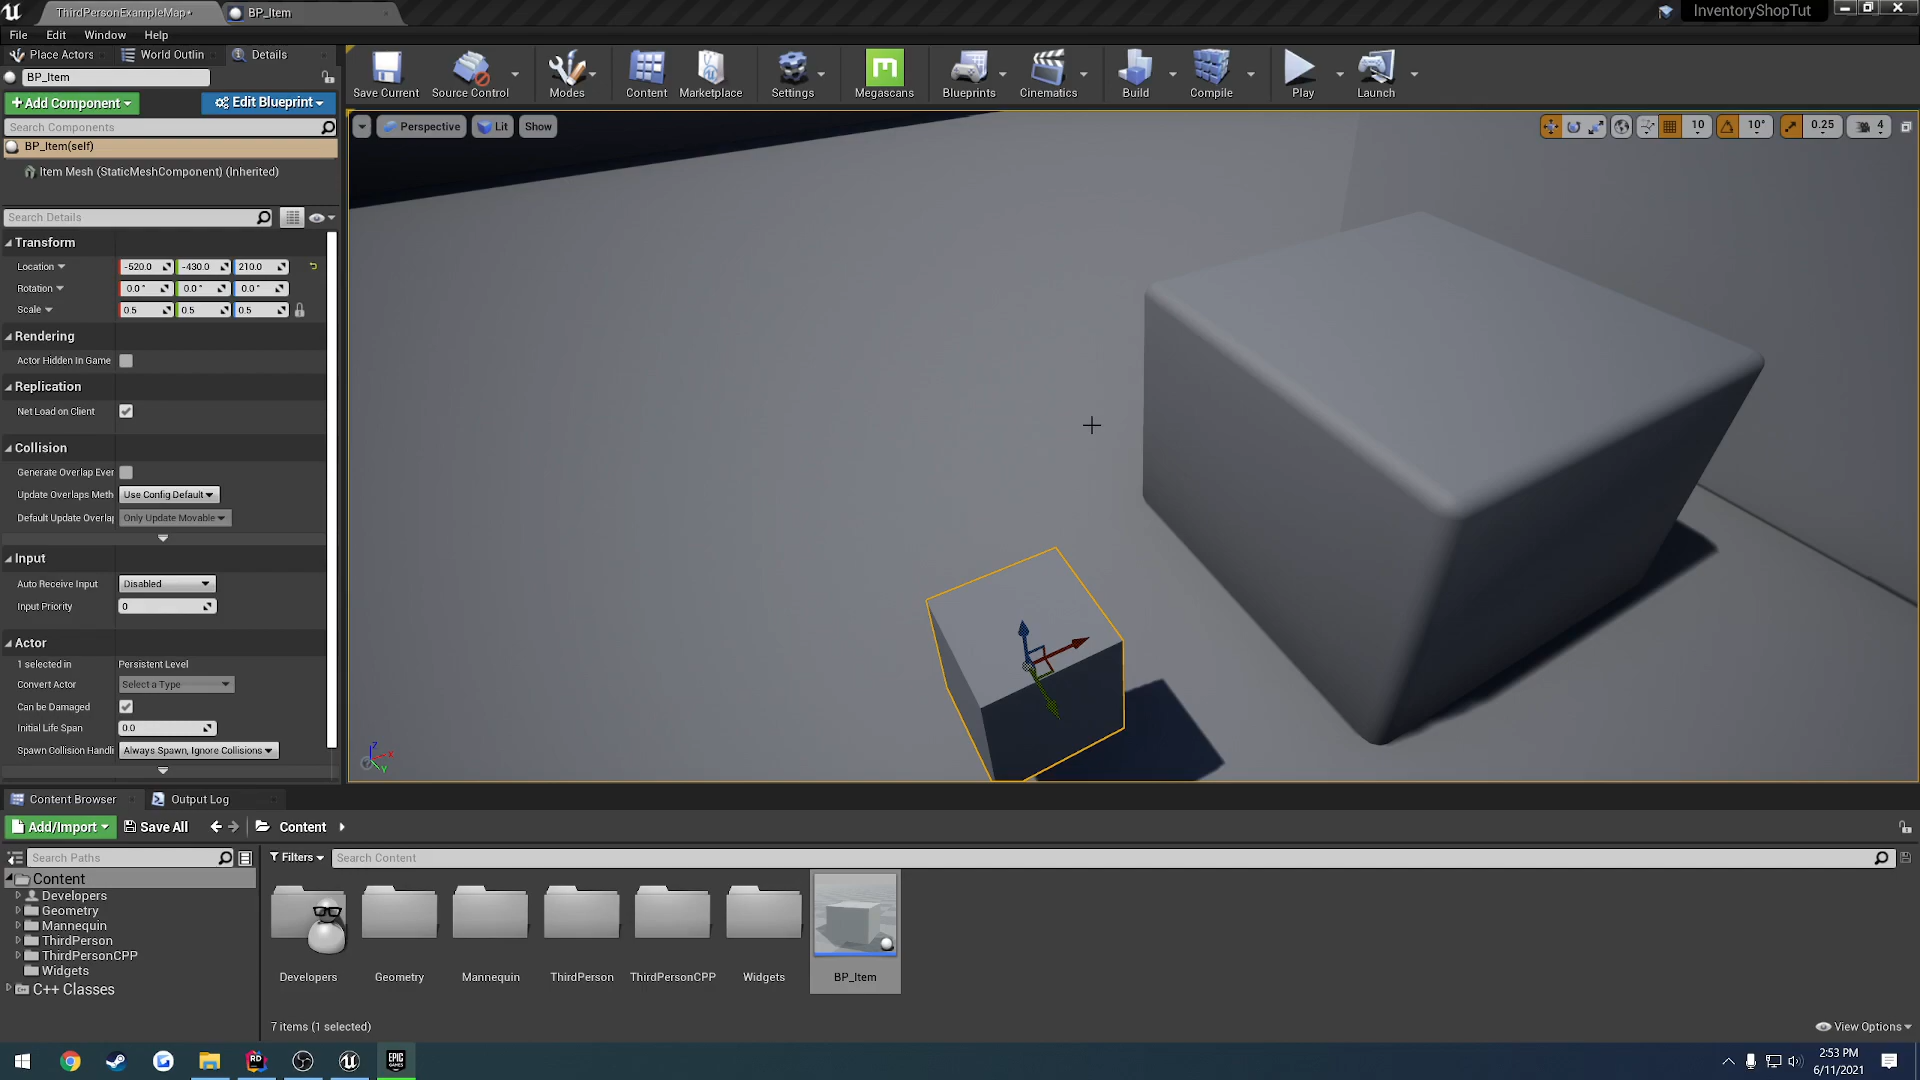 ThirdPersonExampleMap*
BP_Item
InventoryShopTut
File
Edit
Window
Help
Place Actors
World Outlin
Details
BP_Item
+Add Component
Edit Blueprint
Search Components
BP_Item(self)
Item Mesh (StaticMeshComponent) (Inherited)
Search Details
Transform
Location
-520.0
-430.0
210.0
Rotation
0.0°
0.0°
0.0°
Scale
0.5
0.5
0.5
Rendering
Actor Hidden In Game
Replication
Net Load on Client
Collision
Generate Overlap Ever
Update Overlaps Meth
Use Config Default
Default Update Overlap
Only Update Movable
Input
Auto Receive Input
Disabled
Input Priority
0
Actor
1 selected in
Persistent Level
Convert Actor
Select a Type
Can be Damaged
Initial Life Span
0.0
Spawn Collision Handli
Always Spawn, Ignore Collisions
Save Current
Source Control
Modes
Content
Marketplace
Settings
Megascans
Blueprints
Cinematics
Build
Compile
Play
Launch
Perspective
Lit
Show
10
10°
0.25
4
Z
X
Y
Content Browser
Output Log
Add/Import
Save All
Content
Search Paths
Filters
Search Content
Content
Developers
Geometry
Mannequin
ThirdPerson
ThirdPersonCPP
Widgets
C++ Classes
Developers
Geometry
Mannequin
ThirdPerson
ThirdPersonCPP
Widgets
BP_Item
7 items (1 selected)
View Options
RD
EPIC
GAMES
2:53 PM
6/11/2021